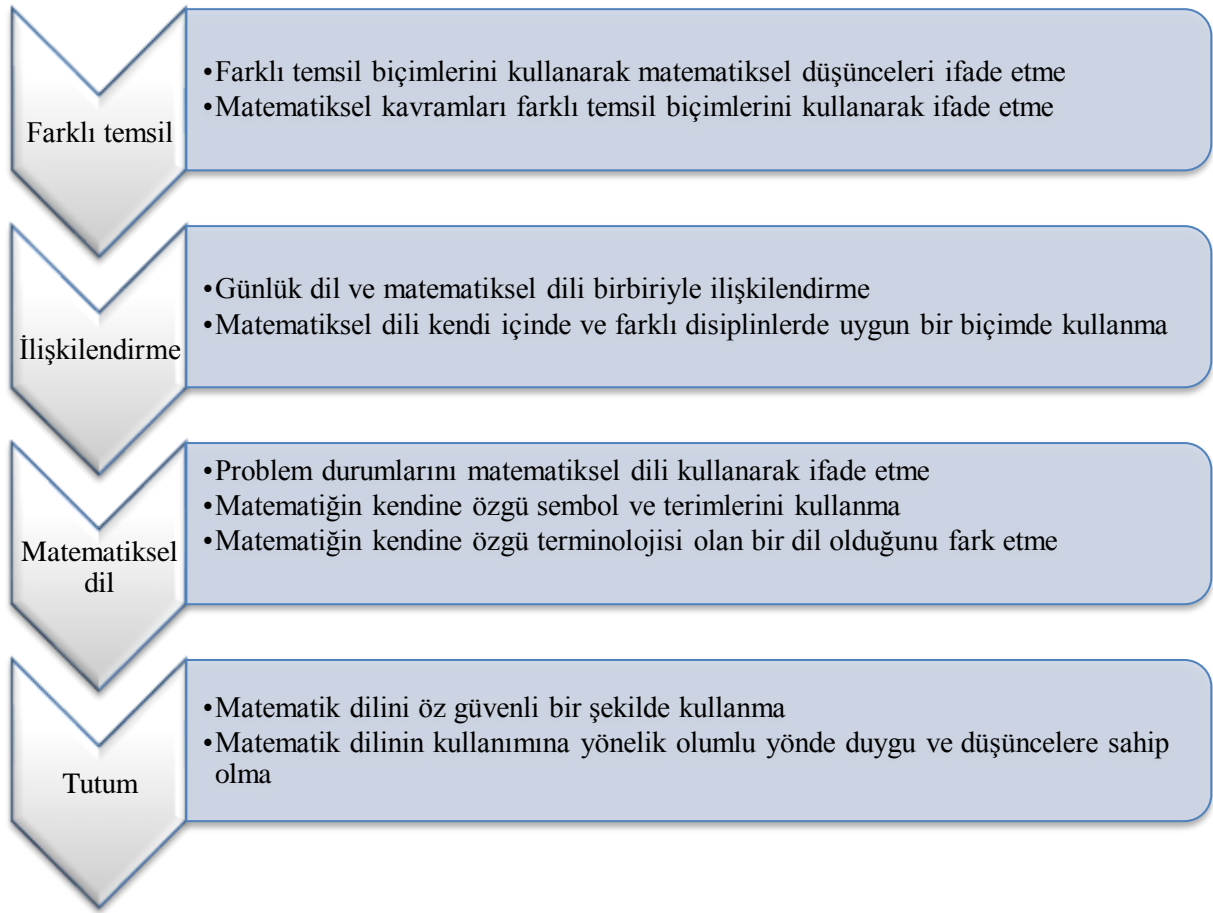 Farklı temsil
•Farklı temsil biçimlerini kullanarak matematiksel düşünceleri ifade etme
•Matematiksel kavramları farklı temsil biçimlerini kullanarak ifade etme
İlişkilendirme
•Günlük dil ve matematiksel dili birbiriyle ilişkilendirme
•Matematiksel dili kendi içinde ve farklı disiplinlerde uygun bir biçimde kullanma
Matematiksel
dil
•Problem durumlarını matematiksel dili kullanarak ifade etme
•Matematiğin kendine özgü sembol ve terimlerini kullanma
•Matematiğin kendine özgü terminolojisi olan bir dil olduğunu fark etme
Tutum
•Matematik dilini öz güvenli bir şekilde kullanma
•Matematik dilinin kullanımına yönelik olumlu yönde duygu ve düşüncelere sahip
olma